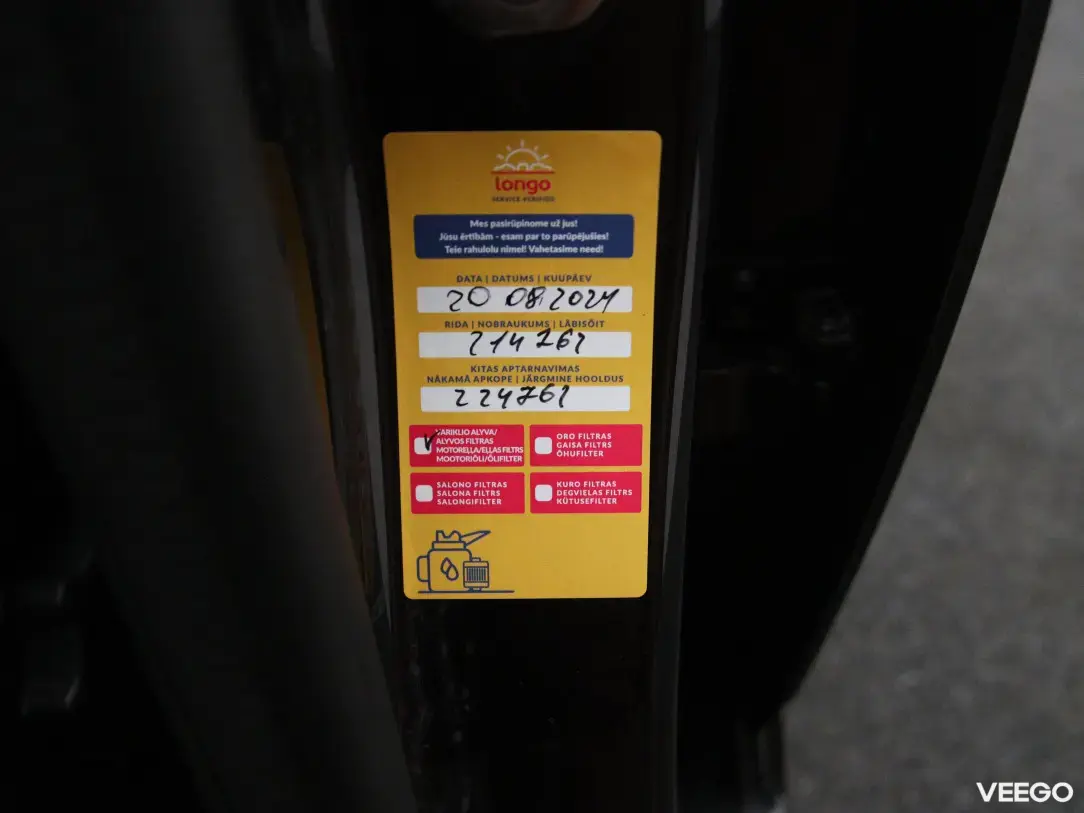 longo
SERVICE VERIFIED
Mes pasirūpinome už jus!
Jūsu ērtībām - esam par to parūpējušies!
Teie rahulolu nimel! Vahetasime need!
DATA | DATUMS | KUUPÄEV
20 08.2024
RIDA | NOBRAUKUMS | LÄBISÕIT
214761
KITAS APTARNAVIMAS
NĀKAMĀ APKOPE | JÄRGMINE HOOLDUS
224761
VARIKLIO ALYVA/
ALYVOS FILTRAS
MOTOREĻĻA/EĻĻAS FILTRS
MOOTORIÕLI/ÕLIFILTER
ORO FILTRAS
GAISA FILTRS
ÕHUFILTER
SALONO FILTRAS
SALONA FILTRS
SALONGIFILTER
KURO FILTRAS
DEGVIELAS FILTRS
KÜTUSEFILTER
VEEGO